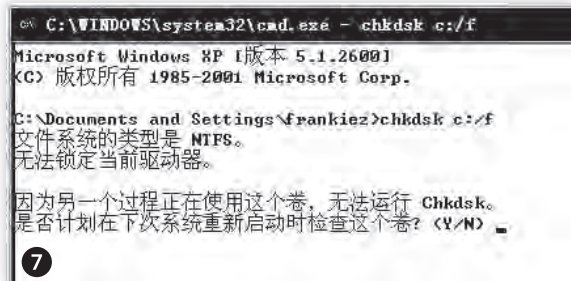 C:\WINDOWS\system32\cmd.exe - chkdsk c:/f
Microsoft Windows XP [版本 5.1.2600]
(C) 版权所有 1985-2001 Microsoft Corp.
C:\Documents and Settings\frankiez>chkdsk c:/f
文件系统的类型是 NTFS。
无法锁定当前驱动器。
因为另一个过程正在使用这个卷，无法运行 Chkdsk。
是否计划在下次系统重新启动时检查这个卷? (Y/N) _
7